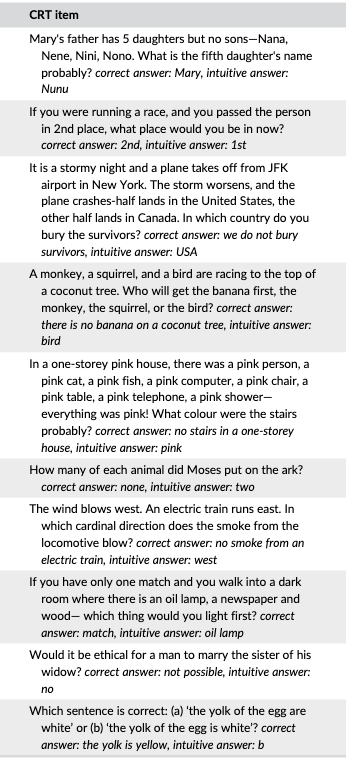 CRT item
Mary's father has 5 daughters but no sons—Nana,
Nene, Nini, Nono. What is the fifth daughter's name
probably? correct answer: Mary, intuitive answer:
Nunu
If you were running a race, and you passed the person
in 2nd place, what place would you be in now?
correct answer: 2nd, intuitive answer: 1st
It is a stormy night and a plane takes off from JFK
airport in New York. The storm worsens, and the
plane crashes-half lands in the United States, the
other half lands in Canada. In which country do you
bury the survivors? correct answer: we do not bury
survivors, intuitive answer: USA
A monkey, a squirrel, and a bird are racing to the top of
a coconut tree. Who will get the banana first, the
monkey, the squirrel, or the bird? correct answer:
there is no banana on a coconut tree, intuitive answer:
bird
In a one-storey pink house, there was a pink person, a
pink cat, a pink fish, a pink computer, a pink chair, a
pink table, a pink telephone, a pink shower—
everything was pink! What colour were the stairs
probably? correct answer: no stairs in a one-storey
house, intuitive answer: pink
How many of each animal did Moses put on the ark?
correct answer: none, intuitive answer: two
The wind blows west. An electric train runs east. In
which cardinal direction does the smoke from the
locomotive blow? correct answer: no smoke from an
electric train, intuitive answer: west
If you have only one match and you walk into a dark
room where there is an oil lamp, a newspaper and
wood— which thing would you light first? correct
answer: match, intuitive answer: oil lamp
Would it be ethical for a man to marry the sister of his
widow? correct answer: not possible, intuitive answer:
no
Which sentence is correct: (a) 'the yolk of the egg are
white' or (b) 'the yolk of the egg is white'? correct
answer: the yolk is yellow, intuitive answer: b